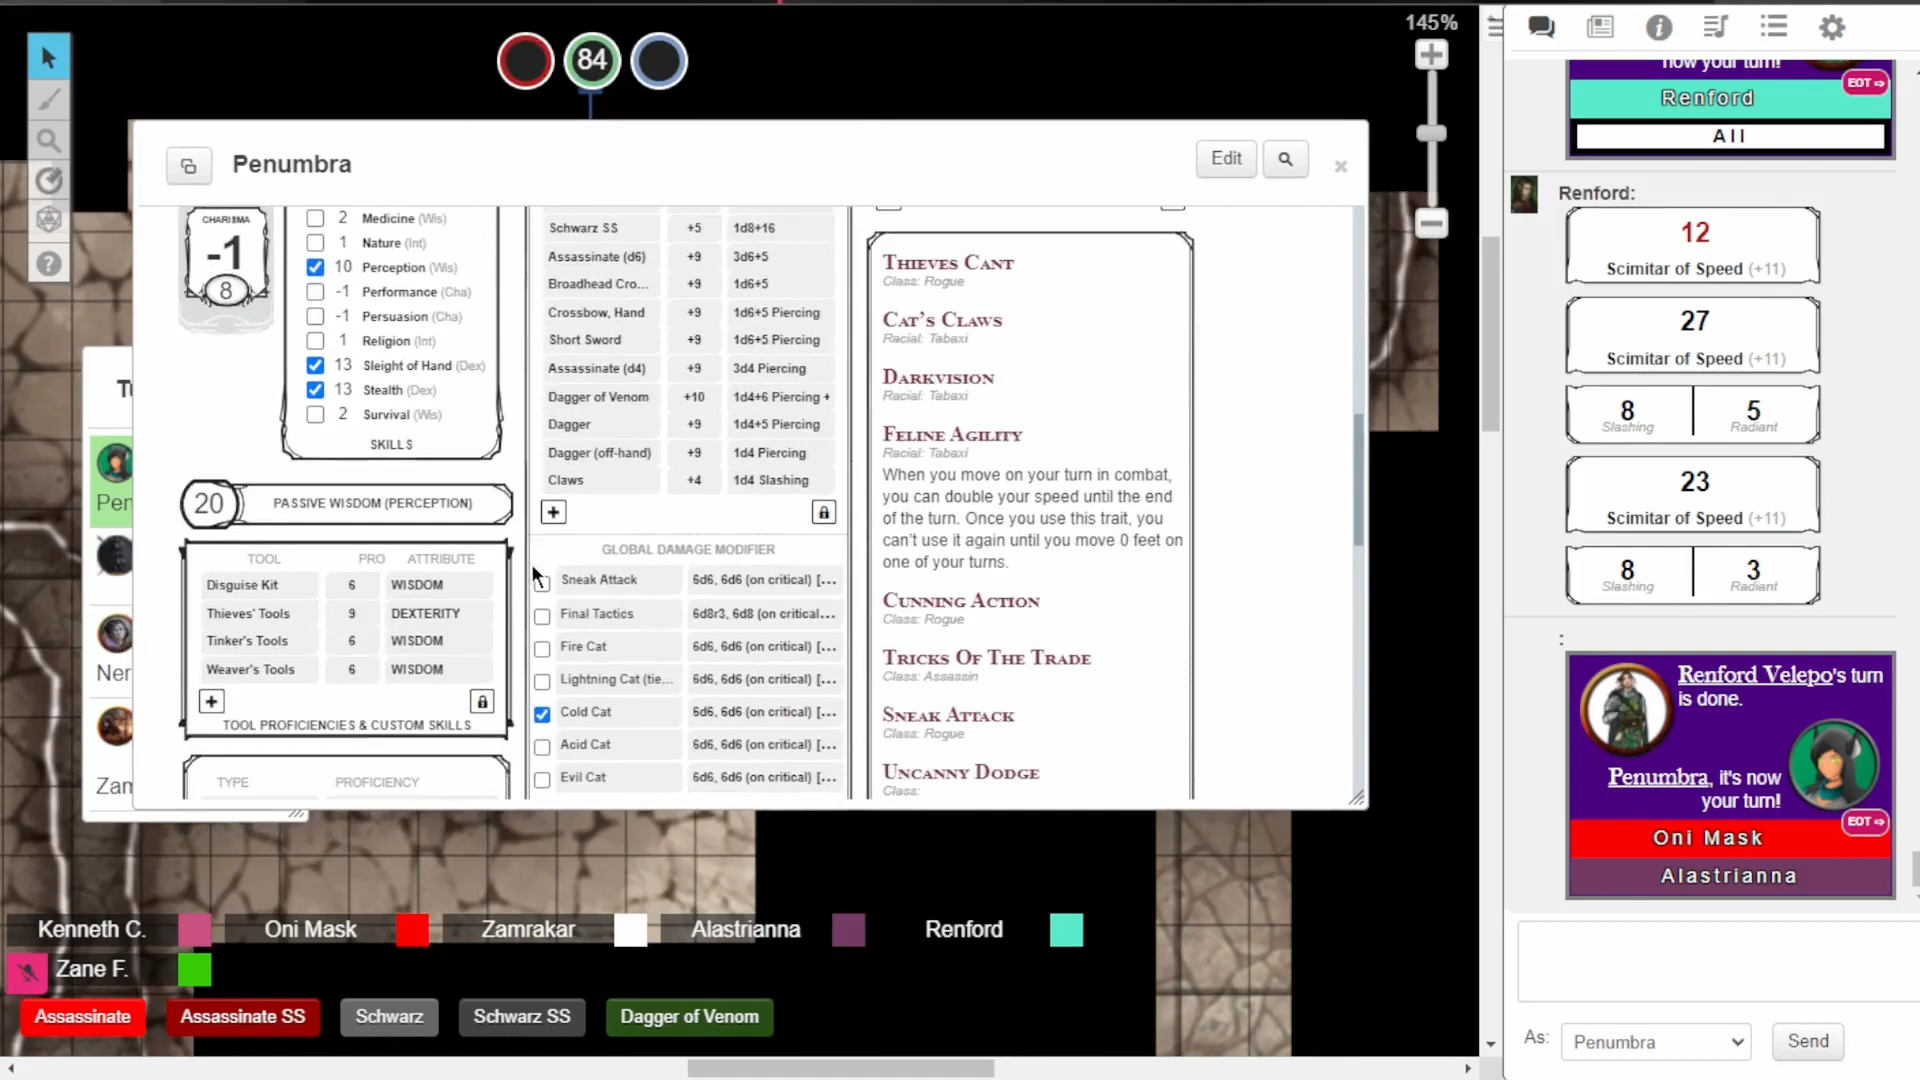 145%
84
Penumbra
Edit
CHARISMA
-1
8
2 Medicine (Wis)
1 Nature (Int)
10 Perception (Wis)
-1 Performance (Cha)
-1 Persuasion (Cha)
1 Religion (Int)
13 Sleight of Hand (Dex)
13 Stealth (Dex)
2 Survival (Wis)
SKILLS
20 PASSIVE WISDOM (PERCEPTION)
TOOL PRO ATTRIBUTE
Disguise Kit 6 WISDOM
Thieves' Tools 9 DEXTERITY
Tinker's Tools 6 WISDOM
Weaver's Tools 6 WISDOM
TOOL PROFICIENCIES & CUSTOM SKILLS
TYPE PROFICIENCY
Schwarz SS +5 1d8+16
Assassinate (d6) +9 3d6+5
Broadhead Cro... +9 1d6+5
Crossbow, Hand +9 1d6+5 Piercing
Short Sword +9 1d6+5 Piercing
Assassinate (d4) +9 3d4 Piercing
Dagger of Venom +10 1d4+6 Piercing +
Dagger +9 1d4+5 Piercing
Dagger (off-hand) +9 1d4 Piercing
Claws +4 1d4 Slashing
GLOBAL DAMAGE MODIFIER
Sneak Attack 6d6, 6d6 (on critical) [...
Final Tactics 6d8r3, 6d8 (on critical...
Fire Cat 6d6, 6d6 (on critical) [...
Lightning Cat (tie... 6d6, 6d6 (on critical) [...
Cold Cat 6d6, 6d6 (on critical) [...
Acid Cat 6d6, 6d6 (on critical) [...
Evil Cat 6d6, 6d6 (on critical) [...
THIEVES CANT
Class: Rogue
CAT'S CLAWS
Racial: Tabaxi
DARKVISION
Racial: Tabaxi
FELINE AGILITY
Racial: Tabaxi
When you move on your turn in combat,
you can double your speed until the end
of the turn. Once you use this trait, you
can't use it again until you move 0 feet on
one of your turns.
CUNNING ACTION
Class: Rogue
TRICKS OF THE TRADE
Class: Assassin
SNEAK ATTACK
Class: Rogue
UNCANNY DODGE
Class:
Tu
Pen
Ner
Zam
Kenneth C.
Oni Mask
Zamrakar
Alastrianna
Renford
Zane F.
Assassinate
Assassinate SS
Schwarz
Schwarz SS
Dagger of Venom
now your turn!
EOT ⇨
Renford
All
Renford:
12
Scimitar of Speed (+11)
27
Scimitar of Speed (+11)
8 5
Slashing Radiant
23
Scimitar of Speed (+11)
8 3
Slashing Radiant
:
Renford Velepo's turn
is done.
Penumbra, it's now
your turn!
EOT ⇨
Oni Mask
Alastrianna
As: Penumbra
Send